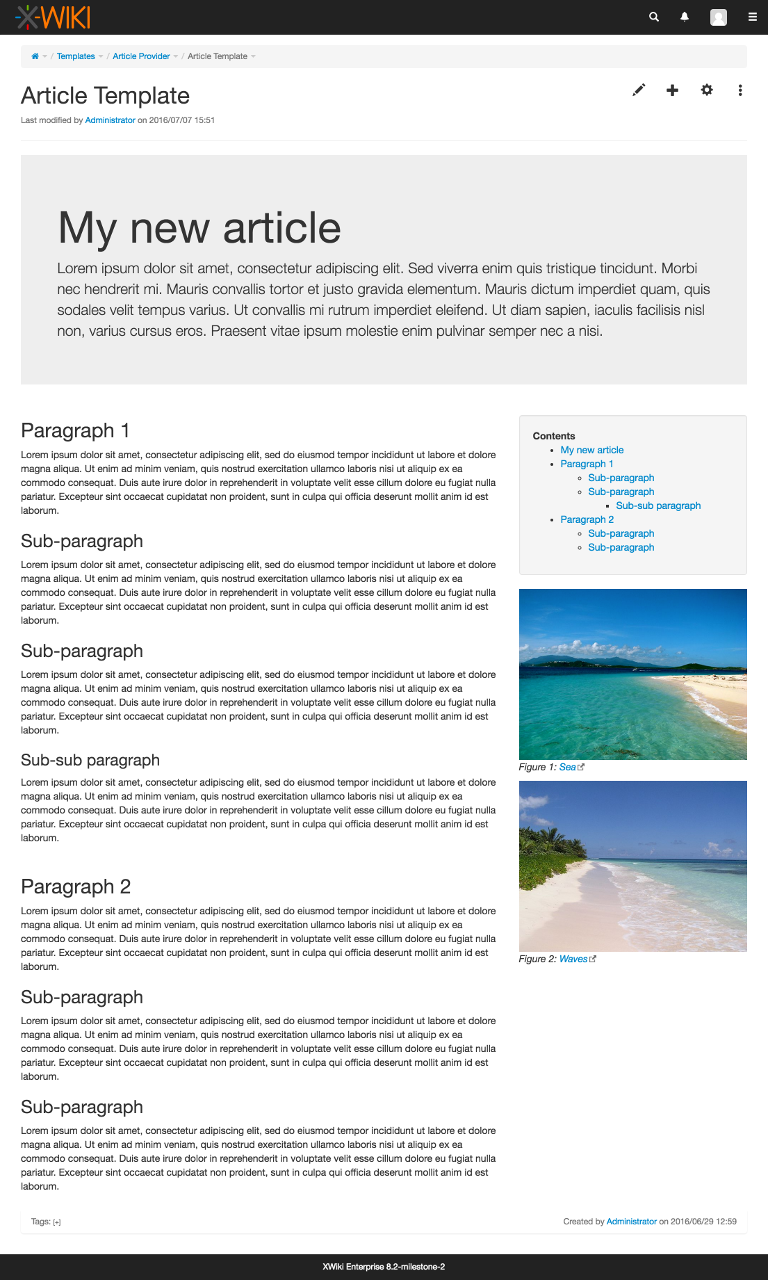 X-WIKI
/ Templates / Article Provider / Article Template
Article Template
Last modified by Administrator on 2016/07/07 15:51
My new article
Lorem ipsum dolor sit amet, consectetur adipiscing elit. Sed viverra enim quis tristique tincidunt. Morbi
nec hendrerit mi. Mauris convallis tortor et justo gravida elementum. Mauris dictum imperdiet quam, quis
sodales velit tempus varius. Ut convallis mi rutrum imperdiet eleifend. Ut diam sapien, iaculis facilisis nisl
non, varius cursus eros. Praesent vitae ipsum molestie enim pulvinar semper nec a nisi.
Paragraph 1
Lorem ipsum dolor sit amet, consectetur adipiscing elit, sed do eiusmod tempor incididunt ut labore et dolore
magna aliqua. Ut enim ad minim veniam, quis nostrud exercitation ullamco laboris nisi ut aliquip ex ea
commodo consequat. Duis aute irure dolor in reprehenderit in voluptate velit esse cillum dolore eu fugiat nulla
pariatur. Excepteur sint occaecat cupidatat non proident, sunt in culpa qui officia deserunt mollit anim id est
laborum.
Sub-paragraph
Lorem ipsum dolor sit amet, consectetur adipiscing elit, sed do eiusmod tempor incididunt ut labore et dolore
magna aliqua. Ut enim ad minim veniam, quis nostrud exercitation ullamco laboris nisi ut aliquip ex ea
commodo consequat. Duis aute irure dolor in reprehenderit in voluptate velit esse cillum dolore eu fugiat nulla
pariatur. Excepteur sint occaecat cupidatat non proident, sunt in culpa qui officia deserunt mollit anim id est
laborum.
Sub-paragraph
Lorem ipsum dolor sit amet, consectetur adipiscing elit, sed do eiusmod tempor incididunt ut labore et dolore
magna aliqua. Ut enim ad minim veniam, quis nostrud exercitation ullamco laboris nisi ut aliquip ex ea
commodo consequat. Duis aute irure dolor in reprehenderit in voluptate velit esse cillum dolore eu fugiat nulla
pariatur. Excepteur sint occaecat cupidatat non proident, sunt in culpa qui officia deserunt mollit anim id est
laborum.
Sub-sub paragraph
Lorem ipsum dolor sit amet, consectetur adipiscing elit, sed do eiusmod tempor incididunt ut labore et dolore
magna aliqua. Ut enim ad minim veniam, quis nostrud exercitation ullamco laboris nisi ut aliquip ex ea
commodo consequat. Duis aute irure dolor in reprehenderit in voluptate velit esse cillum dolore eu fugiat nulla
pariatur. Excepteur sint occaecat cupidatat non proident, sunt in culpa qui officia deserunt mollit anim id est
laborum.
Paragraph 2
Lorem ipsum dolor sit amet, consectetur adipiscing elit, sed do eiusmod tempor incididunt ut labore et dolore
magna aliqua. Ut enim ad minim veniam, quis nostrud exercitation ullamco laboris nisi ut aliquip ex ea
commodo consequat. Duis aute irure dolor in reprehenderit in voluptate velit esse cillum dolore eu fugiat nulla
pariatur. Excepteur sint occaecat cupidatat non proident, sunt in culpa qui officia deserunt mollit anim id est
laborum.
Sub-paragraph
Lorem ipsum dolor sit amet, consectetur adipiscing elit, sed do eiusmod tempor incididunt ut labore et dolore
magna aliqua. Ut enim ad minim veniam, quis nostrud exercitation ullamco laboris nisi ut aliquip ex ea
commodo consequat. Duis aute irure dolor in reprehenderit in voluptate velit esse cillum dolore eu fugiat nulla
pariatur. Excepteur sint occaecat cupidatat non proident, sunt in culpa qui officia deserunt mollit anim id est
laborum.
Sub-paragraph
Lorem ipsum dolor sit amet, consectetur adipiscing elit, sed do eiusmod tempor incididunt ut labore et dolore
magna aliqua. Ut enim ad minim veniam, quis nostrud exercitation ullamco laboris nisi ut aliquip ex ea
commodo consequat. Duis aute irure dolor in reprehenderit in voluptate velit esse cillum dolore eu fugiat nulla
pariatur. Excepteur sint occaecat cupidatat non proident, sunt in culpa qui officia deserunt mollit anim id est
laborum.
Contents
My new article
Paragraph 1
Sub-paragraph
Sub-paragraph
Sub-sub paragraph
Paragraph 2
Sub-paragraph
Sub-paragraph
Figure 1: Sea
Figure 2: Waves
Tags: [+]
Created by Administrator on 2016/06/29 12:59
XWiki Enterprise 8.2-milestone-2